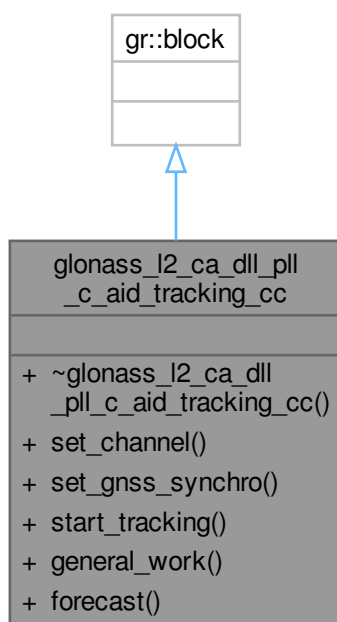 gr::block
glonass_l2_ca_dll_pll
_c_aid_tracking_cc
+ ~glonass_l2_ca_dll
_pll_c_aid_tracking_cc()
+ set_channel()
+ set_gnss_synchro()
+ start_tracking()
+ general_work()
+ forecast()